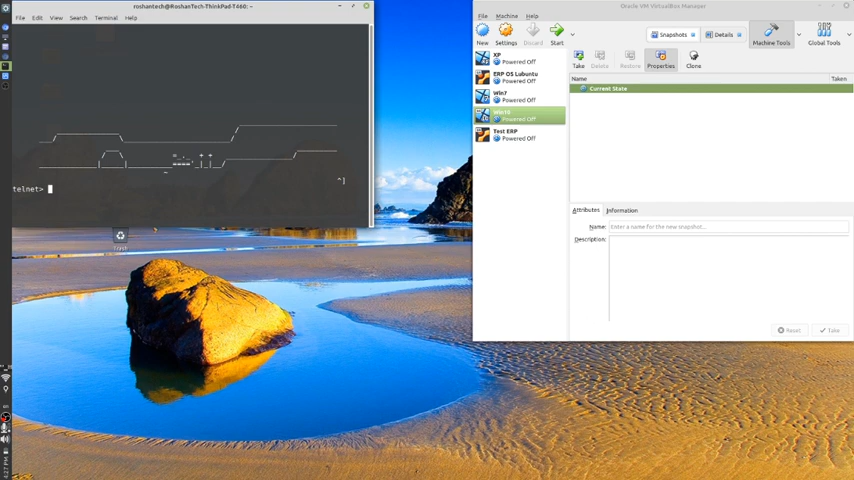 roshantech@RoshanTech-ThinkPad-T460: ~
File Edit View Search Terminal Help
^]
telnet>
Trash
4:27 PM
Oracle VM VirtualBox Manager
File Machine Help
New Settings Discard Start
Snapshots Details Machine Tools Global Tools
XP
Powered Off
ERP OS Lubuntu
Powered Off
Win7
Powered Off
Win10
Powered Off
Test ERP
Powered Off
Take Delete Restore Properties Clone
Name Taken
Current State
Attributes Information
Name: Enter a name for the new snapshot...
Description:
Reset Take